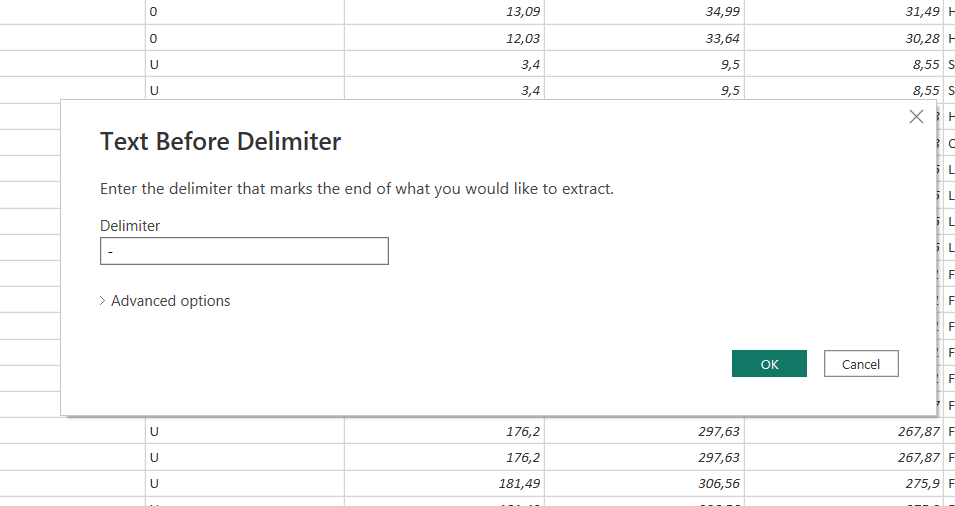 0 13,09 34,99 31,49 H
0 12,03 33,64 30,28 H
U 3,4 9,5 8,55 S
U 3,4 9,5 8,55 S
Text Before Delimiter
Enter the delimiter that marks the end of what you would like to extract.
Delimiter
-
Advanced options
OK Cancel
L
L
L
L
F
F
F
F
F
F
U 176,2 297,63 267,87 F
U 176,2 297,63 267,87 F
U 181,49 306,56 275,9 F